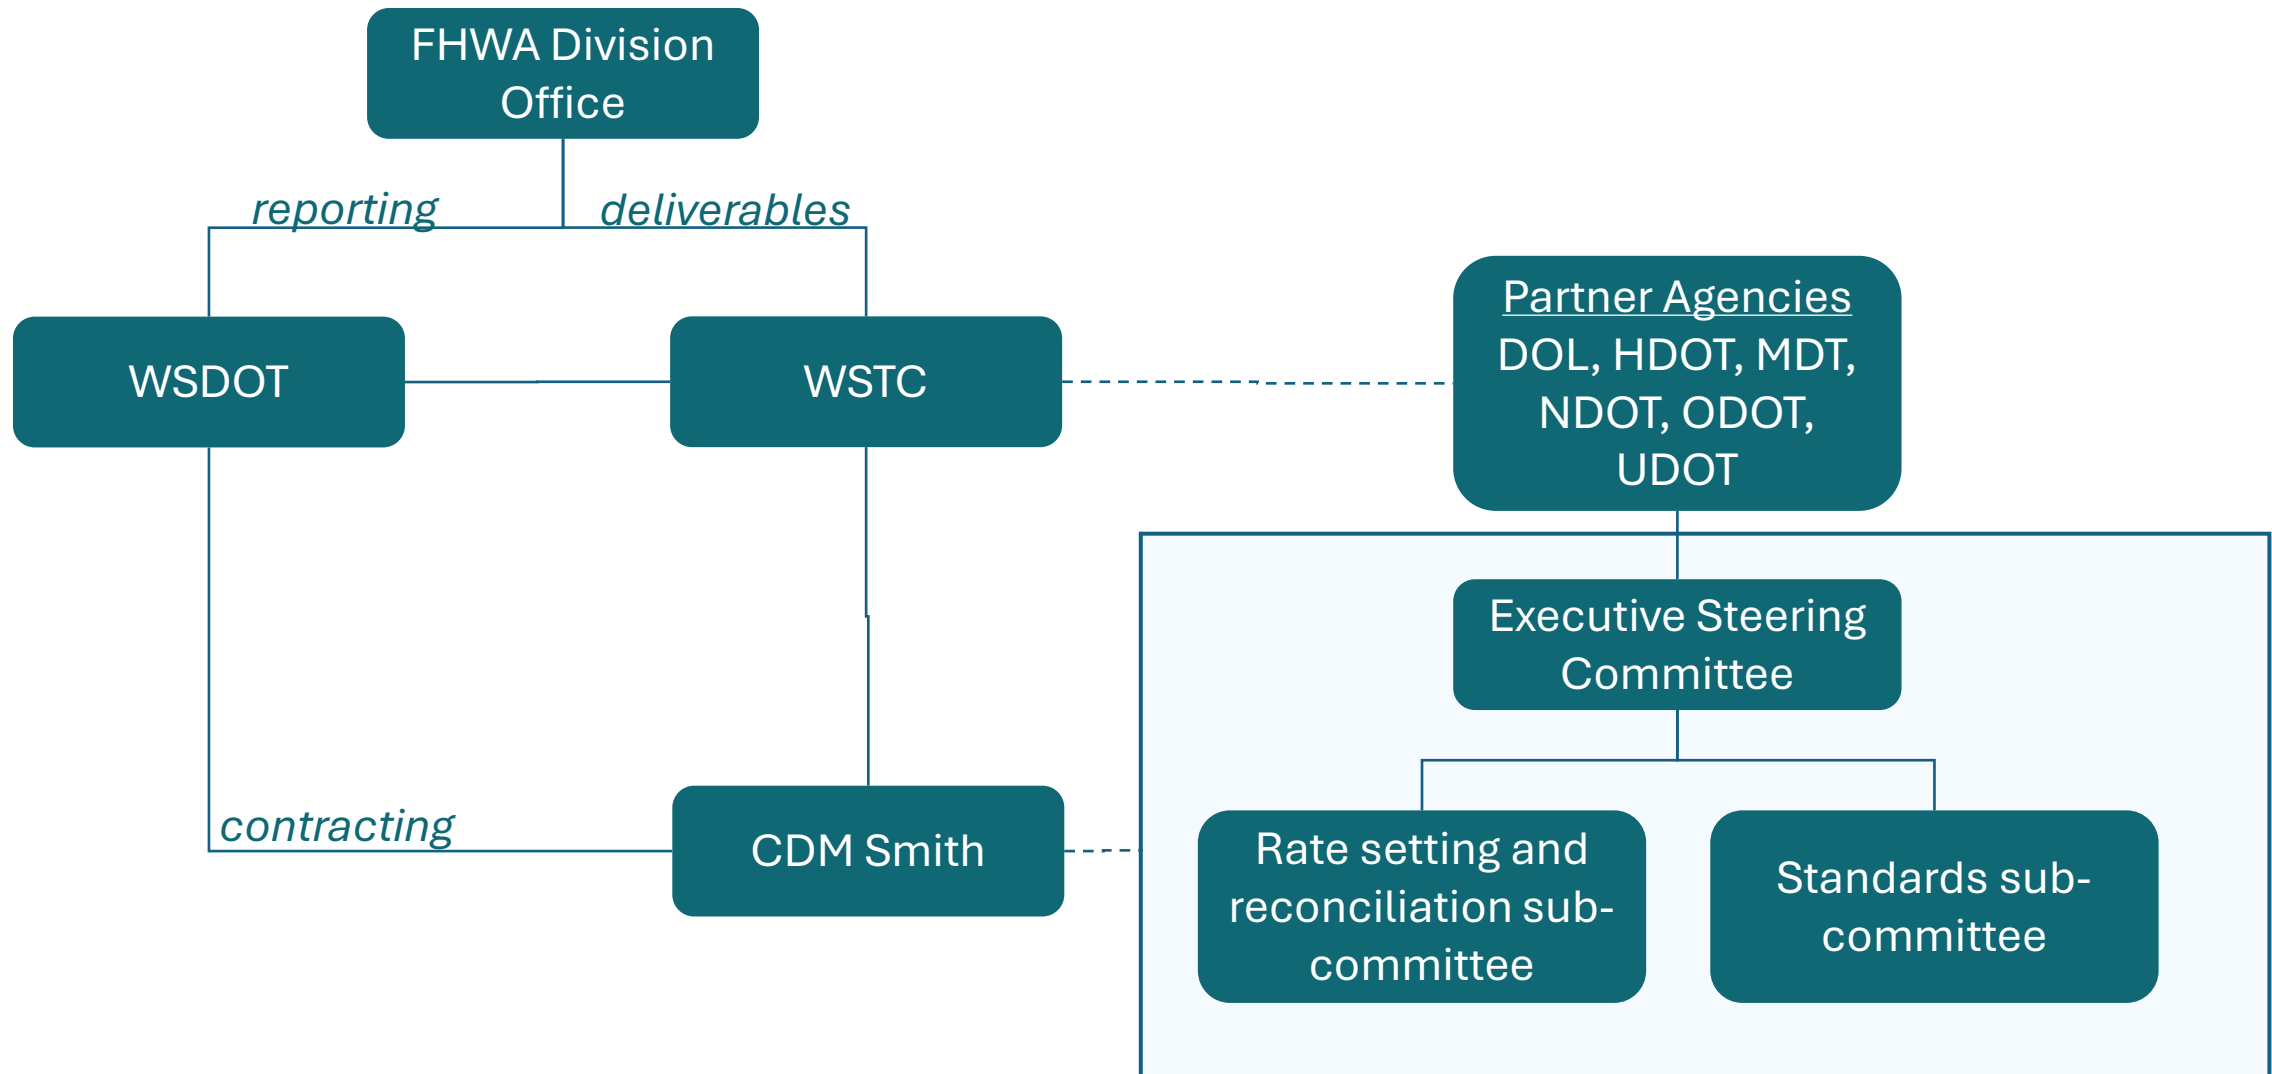 FHWA Division
Office
reporting
deliverables
WSDOT
WSTC
Partner Agencies
DOL, HDOT, MDT,
NDOT, ODOT,
UDOT
Executive Steering
Committee
contracting
CDM Smith
Rate setting and
reconciliation sub-
committee
Standards sub-
committee